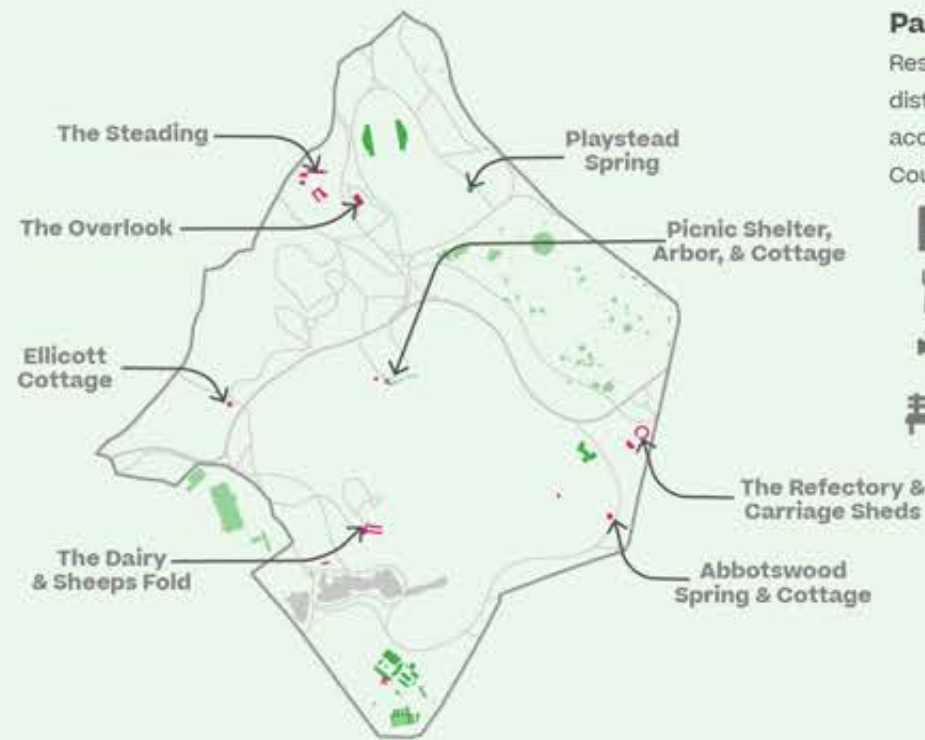 The Steading
The Overlook
Playstead
Spring
Picnic Shelter,
Arbor, & Cottage
Ellicott
Cottage
The Refectory &
Carriage Sheds
The Dairy
& Sheeps Fold
Abbotswood
Spring & Cottage
Pa
Res
dist
acc
Cou